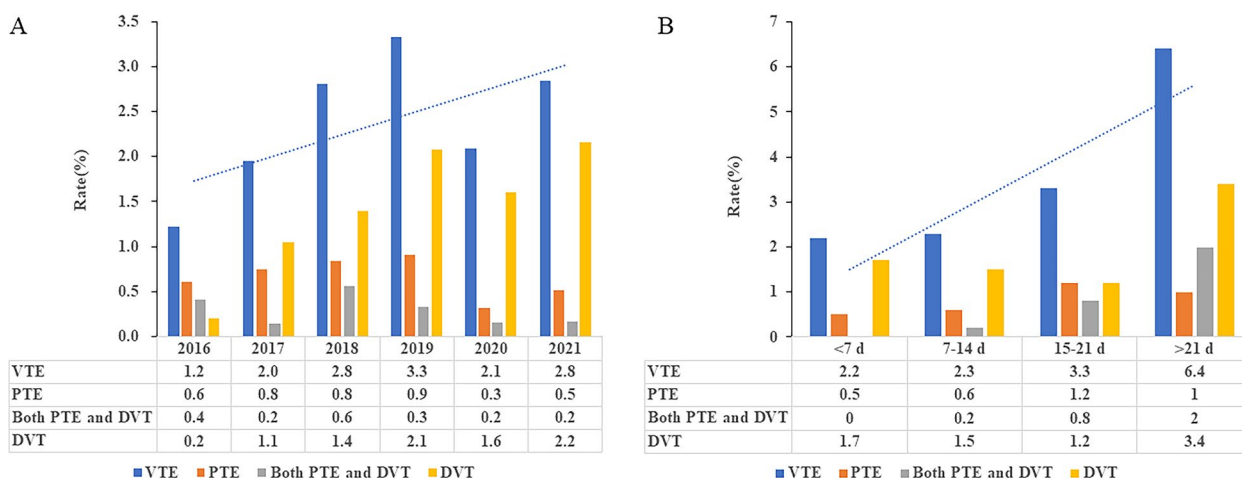 A
Rate(%)
3.5
3.0
2.5
2.0
1.5
1.0
0.5
0.0
2016 2017 2018 2019 2020 2021
VTE 1.2 2.0 2.8 3.3 2.1 2.8
PTE 0.6 0.8 0.8 0.9 0.3 0.5
Both PTE and DVT 0.4 0.2 0.6 0.3 0.2 0.2
DVT 0.2 1.1 1.4 2.1 1.6 2.2
VTE PTE Both PTE and DVT DVT
B
Rate(%)
7
6
5
4
3
2
1
0
<7 d 7-14 d 15-21 d >21 d
VTE 2.2 2.3 3.3 6.4
PTE 0.5 0.6 1.2 1
Both PTE and DVT 0 0.2 0.8 2
DVT 1.7 1.5 1.2 3.4
VTE PTE Both PTE and DVT DVT